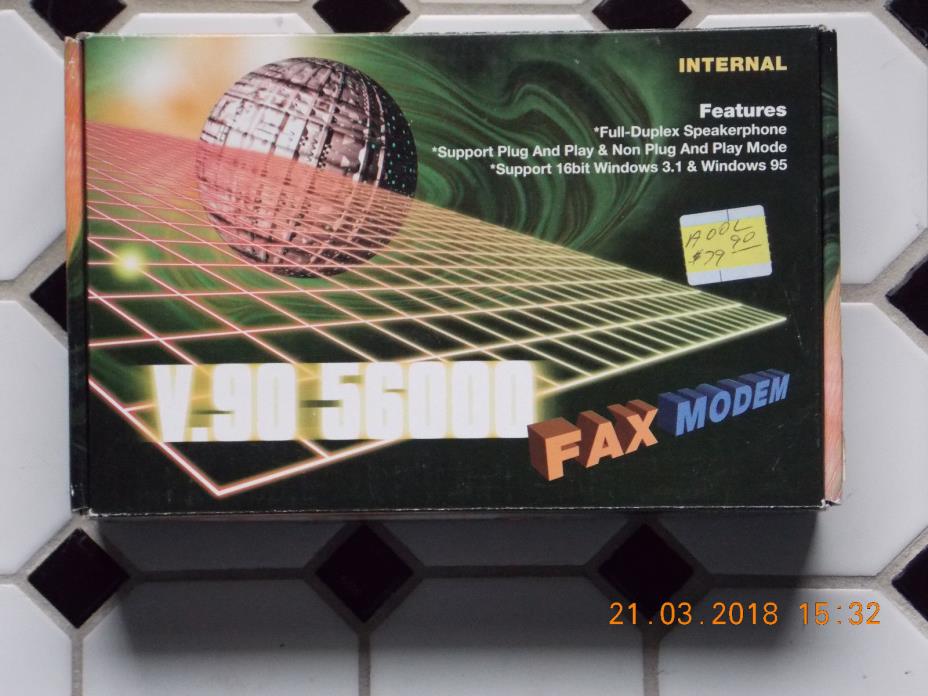 INTERNAL
Features
*Full-Duplex Speakerphone
*Support Plug And Play & Non Plug And Play Mode
*Support 16bit Windows 3.1 & Windows 95
$79 90
V.90 56000
FAX MODEM
21.03.2018 15:32